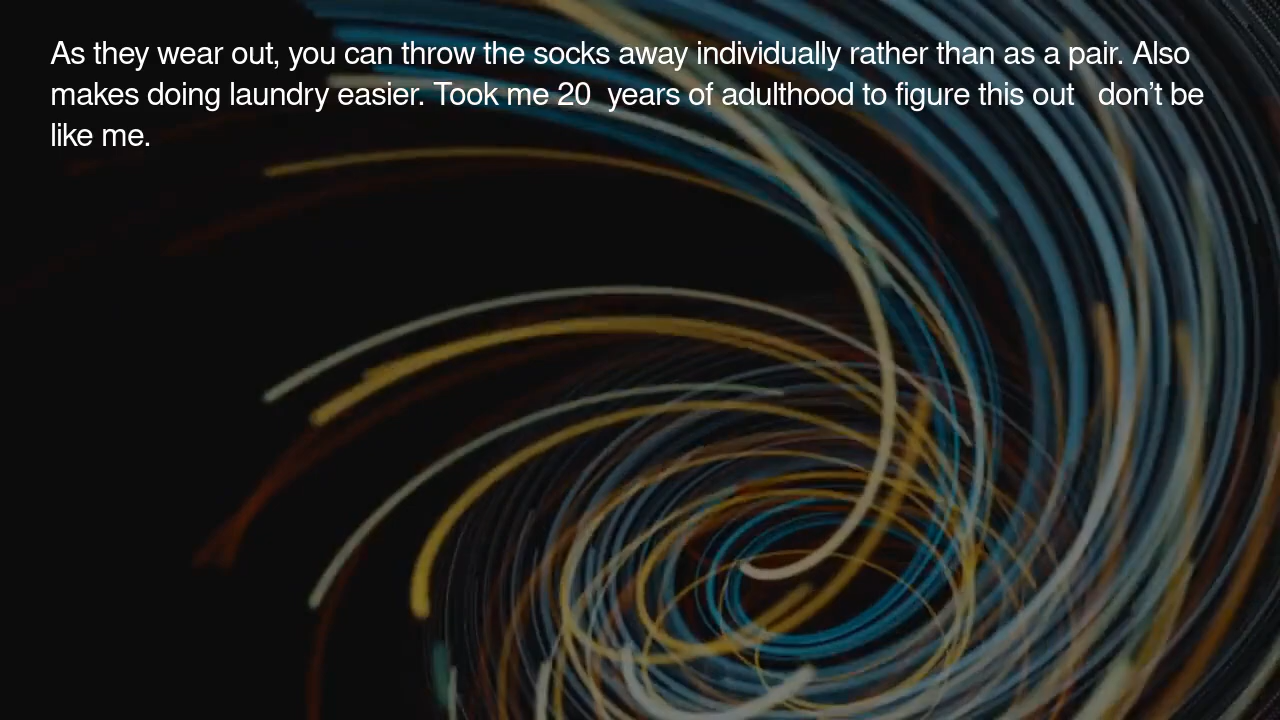 As they wear out, you can throw the socks away individually rather than as a pair. Also
makes doing laundry easier. Took me 20  years of adulthood to figure this out   don’t be
like me.